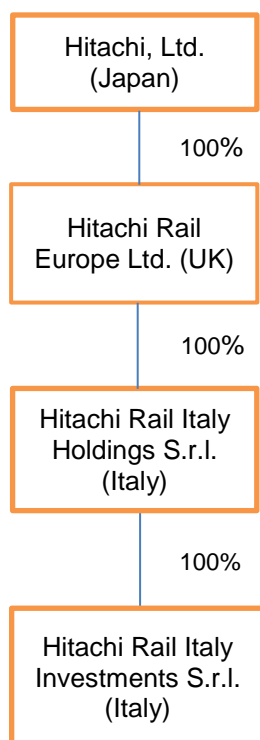 Hitachi, Ltd.
(Japan)
100%
Hitachi Rail
Europe Ltd. (UK)
100%
Hitachi Rail Italy
Holdings S.r.l.
(Italy)
100%
Hitachi Rail Italy
Investments S.r.l.
(Italy)